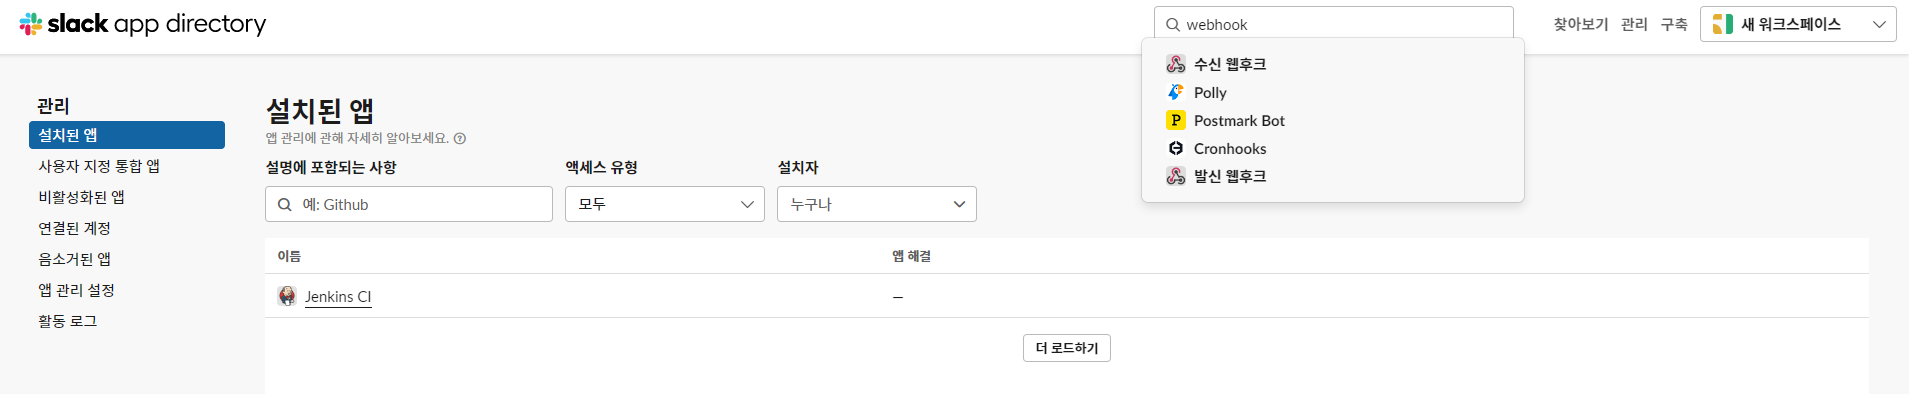 slack app directory
webhook
찾아보기 관리 구축
새 워크스페이스
수신 웹후크
Polly
Postmark Bot
Cronhooks
발신 웹후크
관리
설치된 앱
사용자 지정 통합 앱
비활성화된 앱
연결된 계정
음소거된 앱
앱 관리 설정
활동 로그
설치된 앱
앱 관리에 관해 자세히 알아보세요.
설명에 포함되는 사항 액세스 유형 설치자
예: Github 모두 누구나
이름 앱 해결
Jenkins CI –
더 로드하기